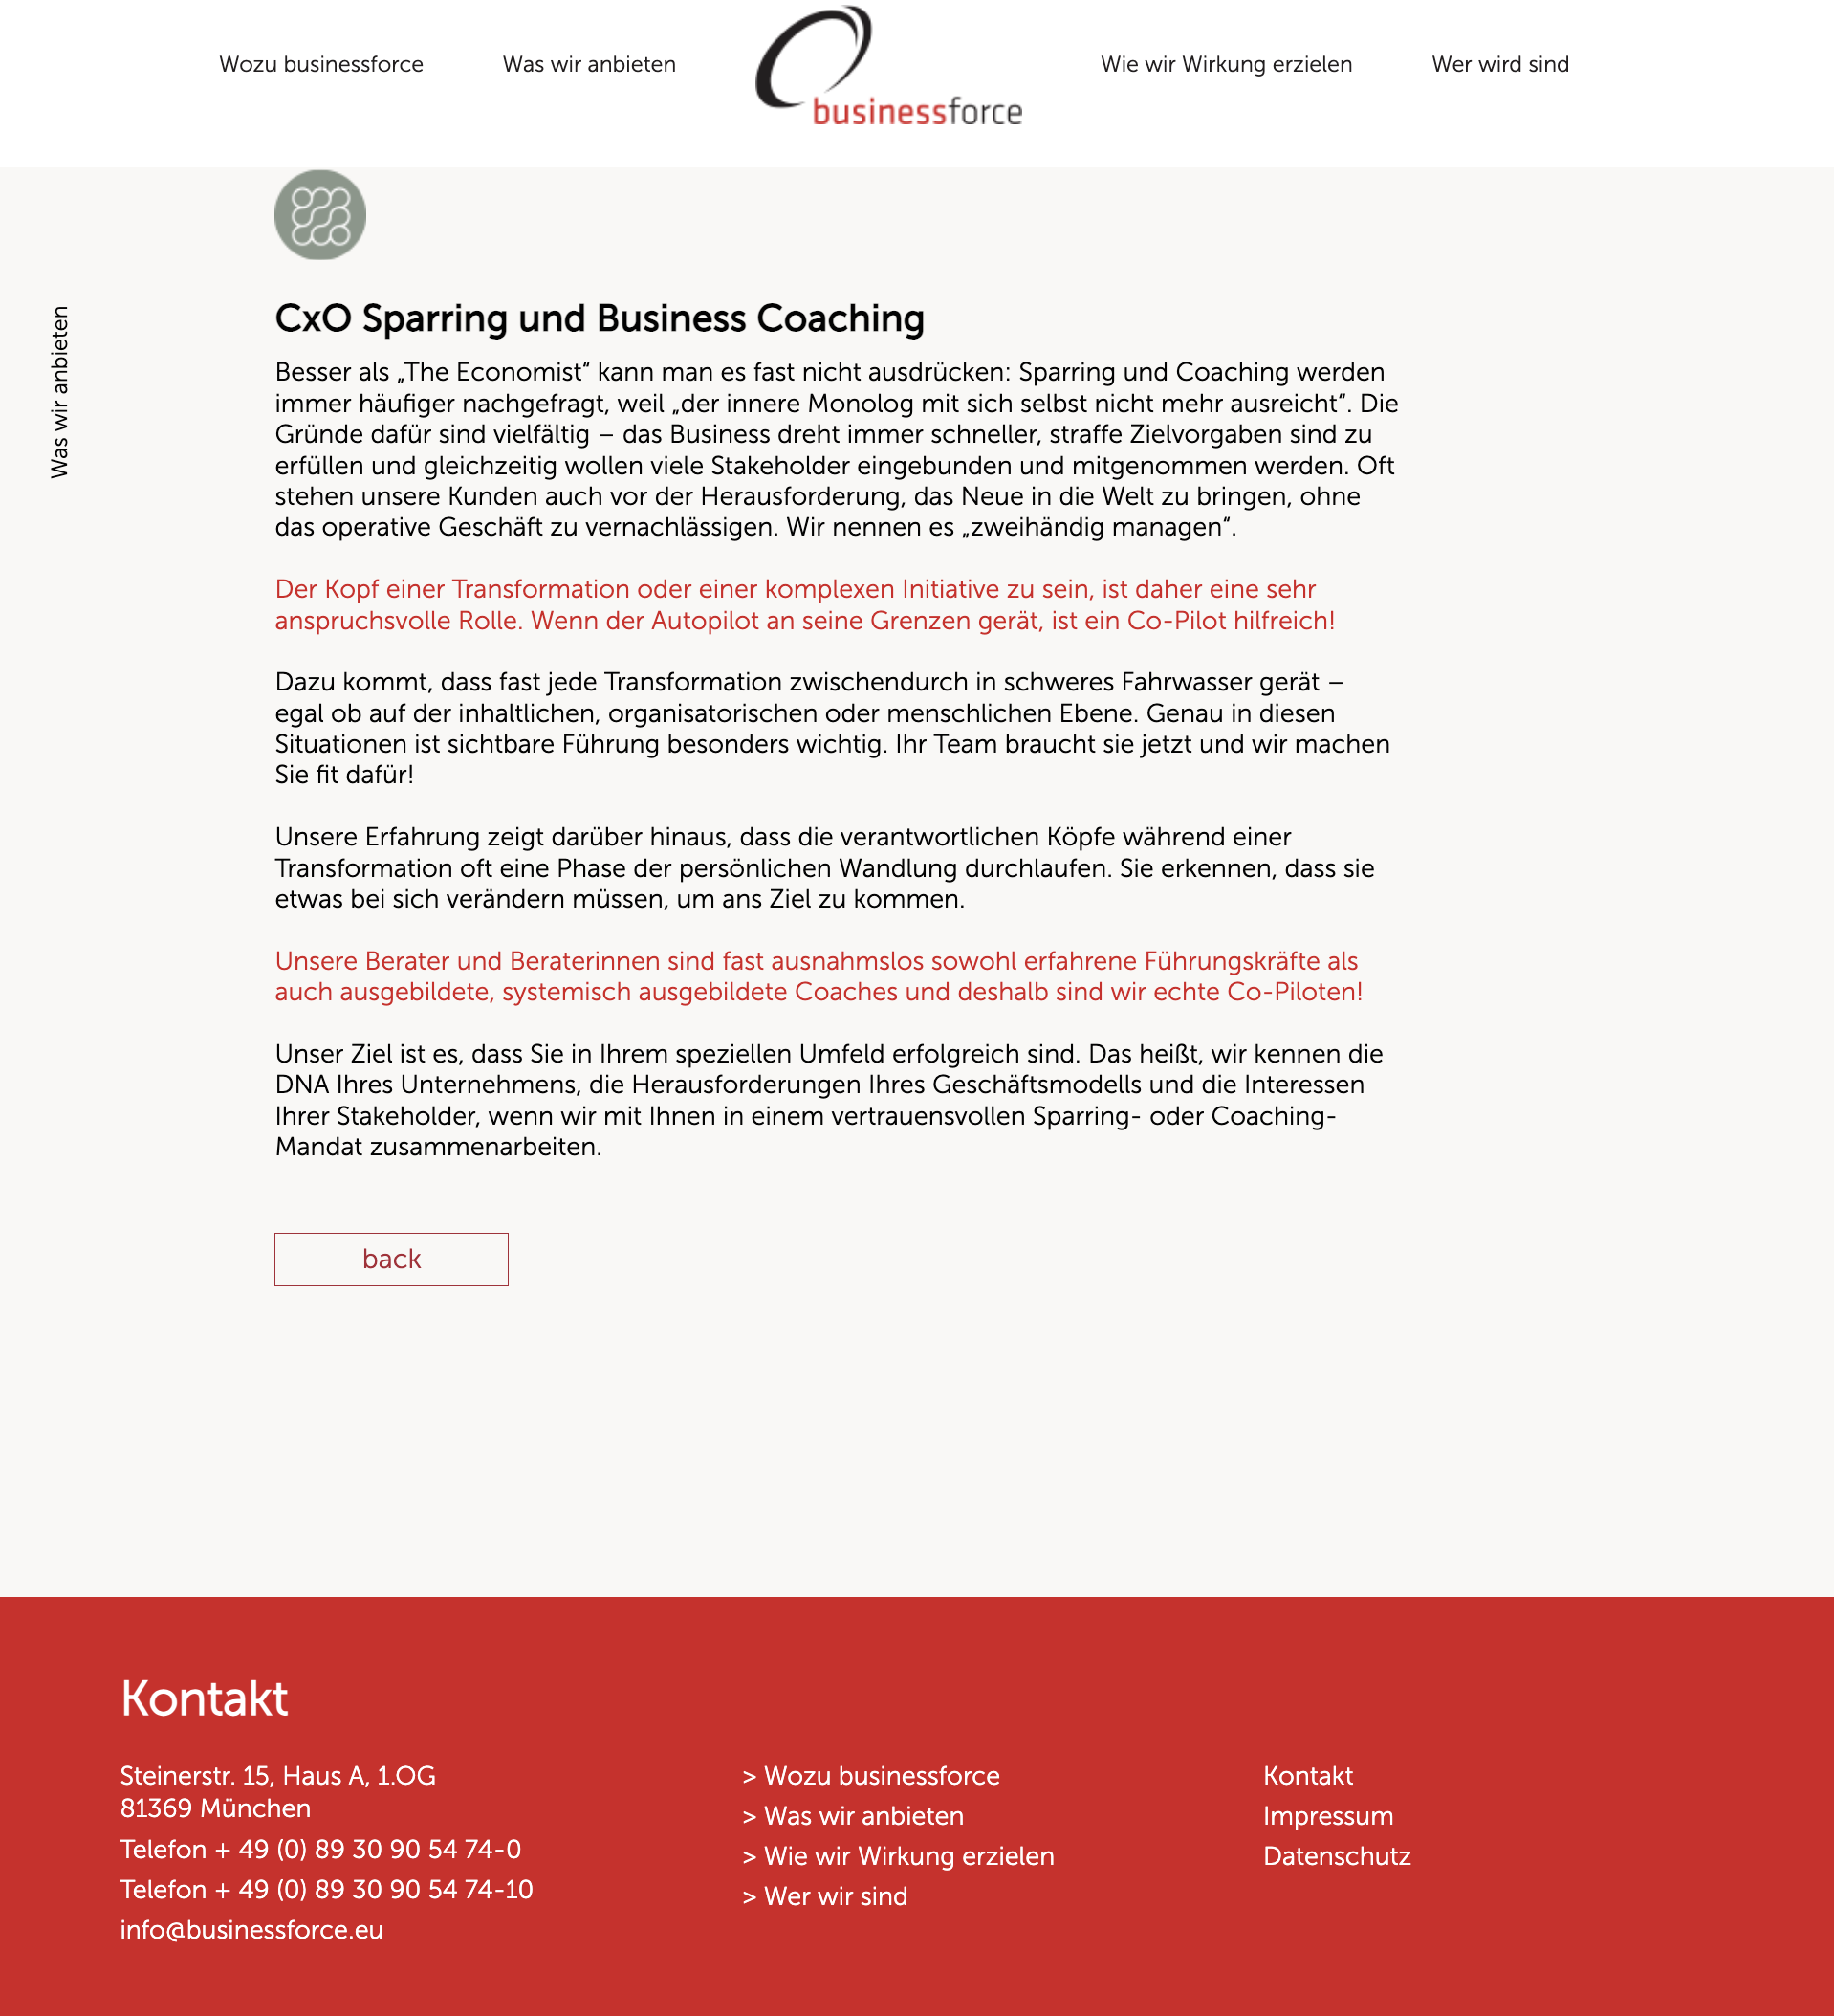 Wozu businessforce
Was wir anbieten
businessforce
Wie wir Wirkung erzielen
Wer wird sind
Was wir anbieten
CxO Sparring und Business Coaching
Besser als „The Economist“ kann man es fast nicht ausdrücken: Sparring und Coaching werden
immer häufiger nachgefragt, weil „der innere Monolog mit sich selbst nicht mehr ausreicht“. Die
Gründe dafür sind vielfältig – das Business dreht immer schneller, straffe Zielvorgaben sind zu
erfüllen und gleichzeitig wollen viele Stakeholder eingebunden und mitgenommen werden. Oft
stehen unsere Kunden auch vor der Herausforderung, das Neue in die Welt zu bringen, ohne
das operative Geschäft zu vernachlässigen. Wir nennen es „zweihändig managen“.
Der Kopf einer Transformation oder einer komplexen Initiative zu sein, ist daher eine sehr
anspruchsvolle Rolle. Wenn der Autopilot an seine Grenzen gerät, ist ein Co-Pilot hilfreich!
Dazu kommt, dass fast jede Transformation zwischendurch in schweres Fahrwasser gerät –
egal ob auf der inhaltlichen, organisatorischen oder menschlichen Ebene. Genau in diesen
Situationen ist sichtbare Führung besonders wichtig. Ihr Team braucht sie jetzt und wir machen
Sie fit dafür!
Unsere Erfahrung zeigt darüber hinaus, dass die verantwortlichen Köpfe während einer
Transformation oft eine Phase der persönlichen Wandlung durchlaufen. Sie erkennen, dass sie
etwas bei sich verändern müssen, um ans Ziel zu kommen.
Unsere Berater und Beraterinnen sind fast ausnahmslos sowohl erfahrene Führungskräfte als
auch ausgebildete, systemisch ausgebildete Coaches und deshalb sind wir echte Co-Piloten!
Unser Ziel ist es, dass Sie in Ihrem speziellen Umfeld erfolgreich sind. Das heißt, wir kennen die
DNA Ihres Unternehmens, die Herausforderungen Ihres Geschäftsmodells und die Interessen
Ihrer Stakeholder, wenn wir mit Ihnen in einem vertrauensvollen Sparring- oder Coaching-
Mandat zusammenarbeiten.
back
Kontakt
Steinerstr. 15, Haus A, 1.OG
81369 München
Telefon + 49 (0) 89 30 90 54 74-0
Telefon + 49 (0) 89 30 90 54 74-10
info@businessforce.eu
> Wozu businessforce
> Was wir anbieten
> Wie wir Wirkung erzielen
> Wer wir sind
Kontakt
Impressum
Datenschutz